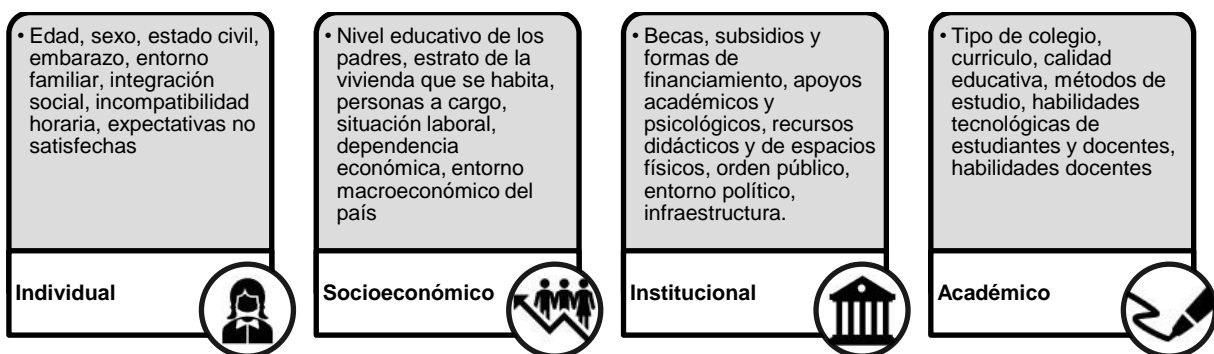 • Edad, sexo, estado civil,
embarazo, entorno
familiar, integración
social, incompatibilidad
horaria, expectativas no
satisfechas
Individual
• Nivel educativo de los
padres, estrato de la
vivienda que se habita,
personas a cargo,
situación laboral,
dependencia
económica, entorno
macroeconómico del
país
Socioeconómico
• Becas, subsidios y
formas de
financiamiento, apoyos
académicos y
psicológicos, recursos
didácticos y de espacios
físicos, orden público,
entorno político,
infraestructura.
Institucional
• Tipo de colegio,
curriculo, calidad
educativa, métodos de
estudio, habilidades
tecnológicas de
estudiantes y docentes,
habilidades docentes
Académico